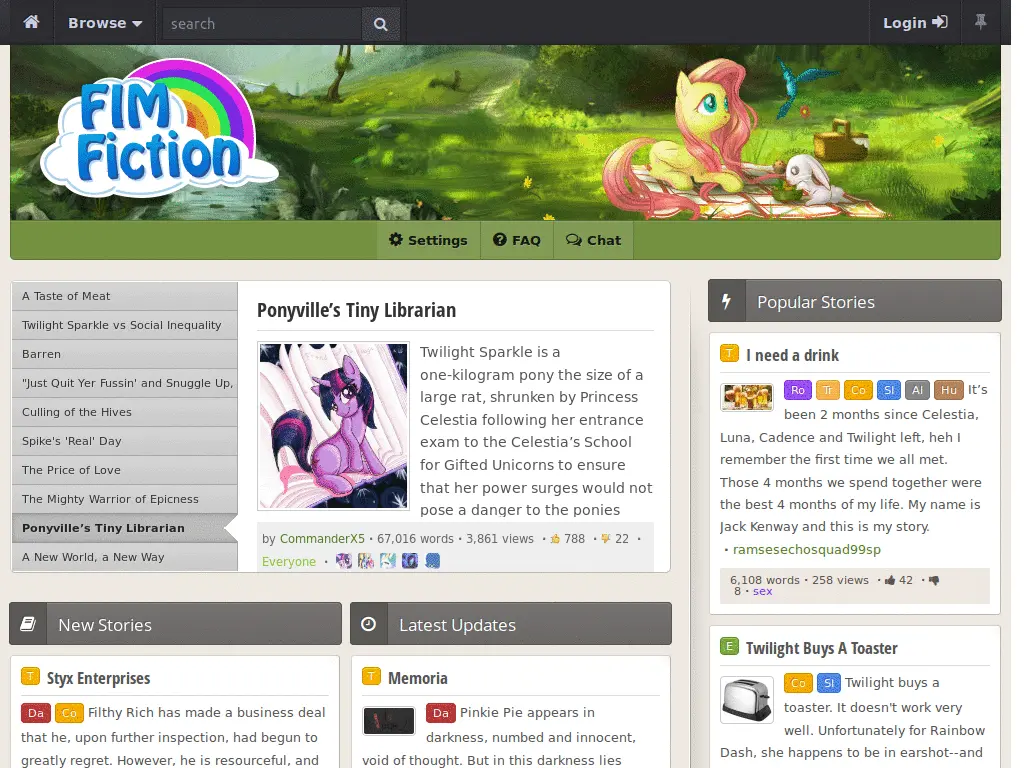 Browse
search
Login
FIM
Fiction
Settings
FAQ
Chat
A Taste of Meat
Twilight Sparkle vs Social Inequality
Barren
"Just Quit Yer Fussin' and Snuggle Up,
Culling of the Hives
Spike's 'Real' Day
The Price of Love
The Mighty Warrior of Epicness
Ponyville’s Tiny Librarian
A New World, a New Way
Ponyville’s Tiny Librarian
Twilight Sparkle is a
one-kilogram pony the size of a
large rat, shrunken by Princess
Celestia following her entrance
exam to the Celestia’s School
for Gifted Unicorns to ensure
that her power surges would not
pose a danger to the ponies
by CommanderX5 · 67,016 words · 3,861 views · 788 · 22 ·
Everyone ·
New Stories
T Styx Enterprises
Da Co Filthy Rich has made a business deal
that he, upon further inspection, had begun to
greatly regret. However, he is resourceful, and
Latest Updates
T Memoria
Da Pinkie Pie appears in
darkness, numbed and innocent,
void of thought. But in this darkness lies
Popular Stories
T I need a drink
Ro Tr Co Sl Al Hu It’s
been 2 months since Celestia,
Luna, Cadence and Twilight left, heh I
remember the first time we all met.
Those 4 months we spend together were
the best 4 months of my life. My name is
Jack Kenway and this is my story.
· ramsesechosquad99sp
6,108 words · 258 views · 42 ·
8 · sex
E Twilight Buys A Toaster
Co Sl Twilight buys a
toaster. It doesn't work very
well. Unfortunately for Rainbow
Dash, she happens to be in earshot--and